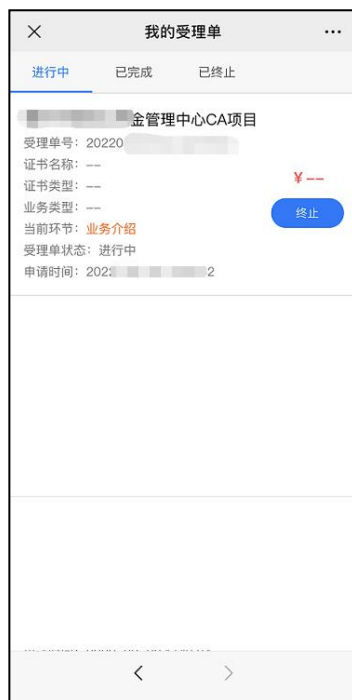 我的受理单
进行中 已完成 已终止
金管理中心CA项目
受理单号：20220
证书名称：--
证书类型：--
¥ --
业务类型：--
终止
当前环节：业务介绍
受理单状态：进行中
申请时间：202 2